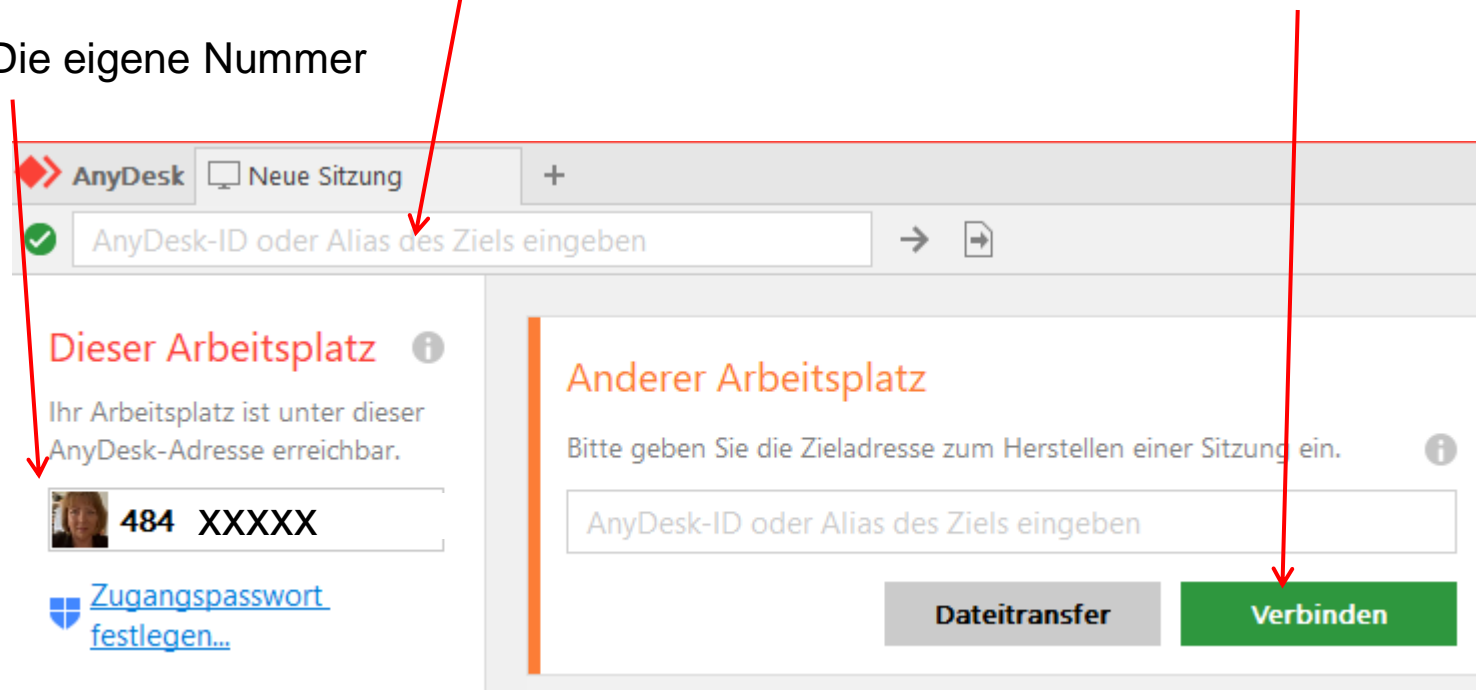 Die eigene Nummer
AnyDesk Neue Sitzung +
AnyDesk-ID oder Alias des Ziels eingeben
Dieser Arbeitsplatz
Ihr Arbeitsplatz ist unter dieser
AnyDesk-Adresse erreichbar.
484 XXXXX
Zugangspasswort
festlegen...
Anderer Arbeitsplatz
Bitte geben Sie die Zieladresse zum Herstellen einer Sitzung ein.
AnyDesk-ID oder Alias des Ziels eingeben
Dateitransfer
Verbinden